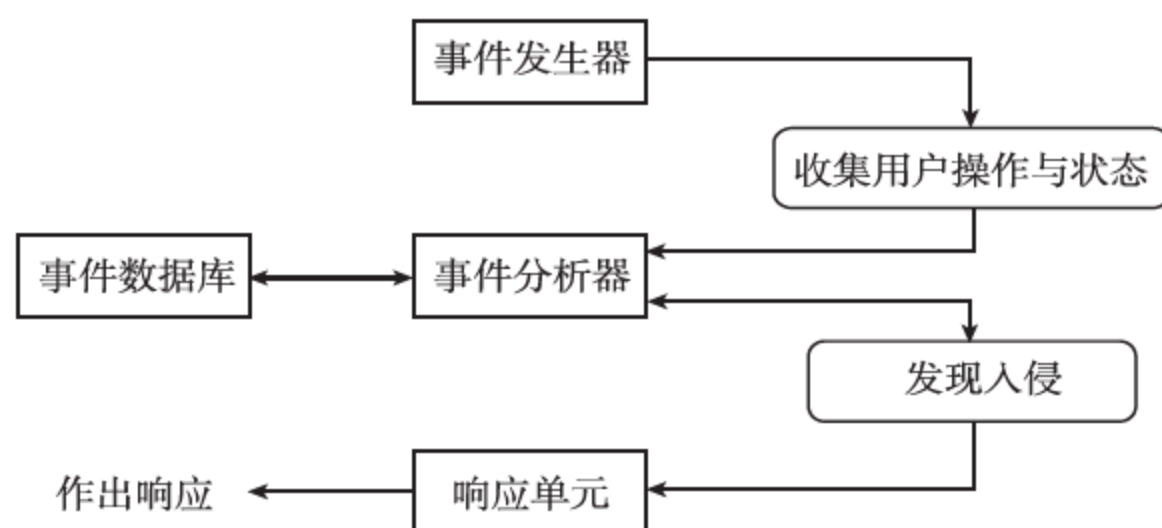 事件发生器
收集用户操作与状态
事件数据库
事件分析器
发现入侵
作出响应
响应单元